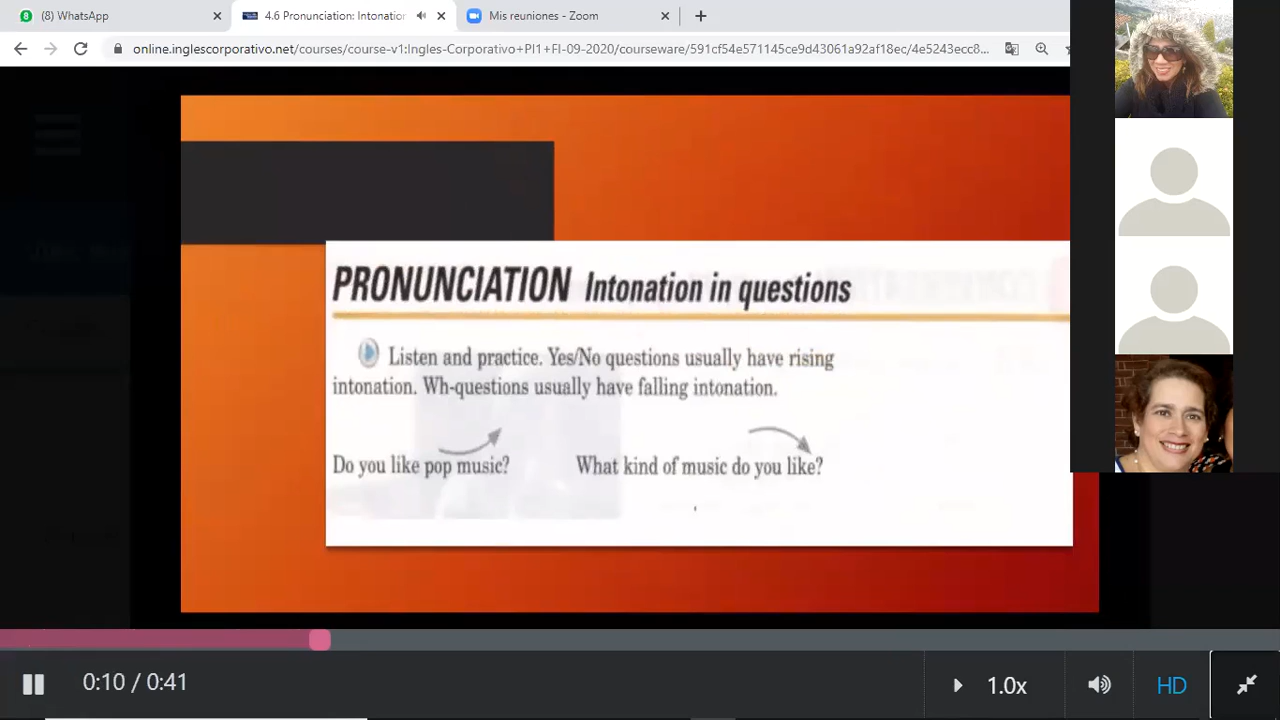 (8) WhatsApp
4.6 Pronunciation: Intonation
Mis reuniones - Zoom
online.inglescorporativo.net/courses/course-v1:Ingles-Corporativo+PI1+FI-09-2020/courseware/591cf54e571145ce9d43061a92af18ec/4e5243ecc8...
PRONUNCIATION Intonation in questions
Listen and practice. Yes/No questions usually have rising
intonation. Wh-questions usually have falling intonation.
Do you like pop music? What kind of music do you like?
0:10 / 0:41
1.0x
HD